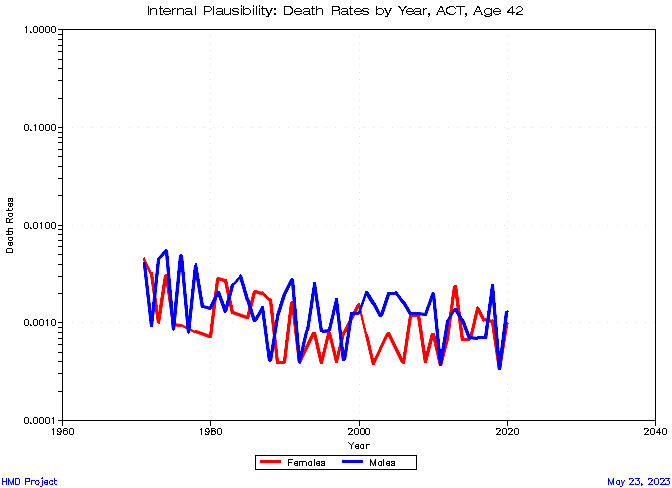 Internal Plausibility: Death Rates by Year, ACT, Age 42
1.0000
0.1000
0.0100
0.0010
0.0001
Death Rates
1960
1980
2000
2020
2040
Year
Females
Males
HMD Project
May 23, 2023